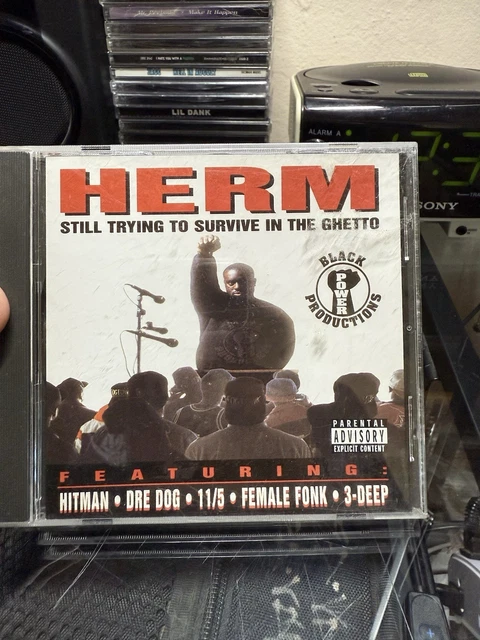 Make It Happen
LIL DANK
ALARM A
SONY
HERM
STILL TRYING TO SURVIVE IN THE GHETTO
BLACK
POWER
PRODUCTIONS
PARENTAL
ADVISORY
EXPLICIT CONTENT
FEATURING:
HITMAN • DRE DOG • 11/5 • FEMALE FONK • 3-DEEP